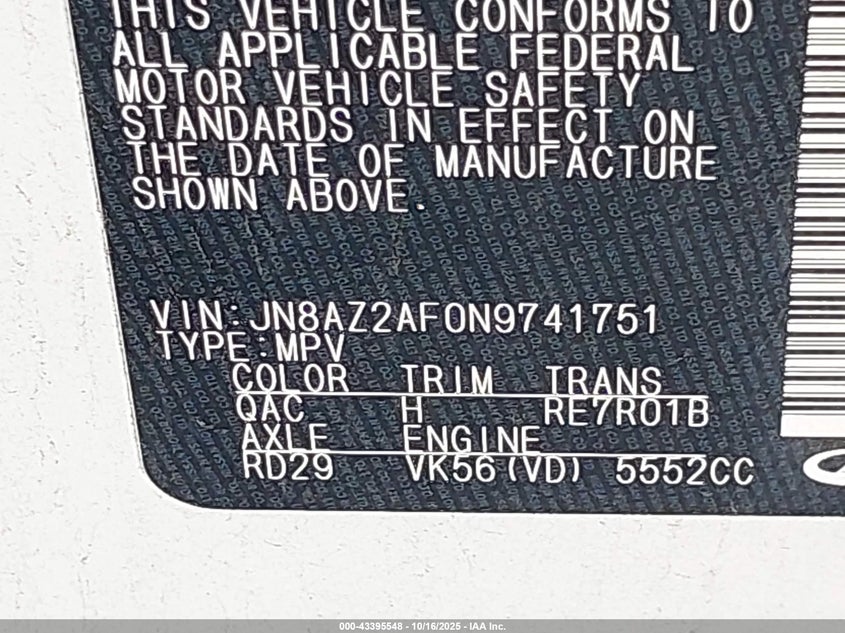 THIS VEHICLE CONFORMS TO
ALL APPLICABLE FEDERAL
MOTOR VEHICLE SAFETY
STANDARDS IN EFFECT ON
THE DATE OF MANUFACTURE
SHOWN ABOVE.
VIN:JN8AZ2AF0N9741751
TYPE:MPV
COLOR TRIM TRANS
QAC H RE7R01B
AXLE ENGINE
RD29 VK56(VD) 5552CC
000-43395548 - 10/16/2025 - IAA Inc.